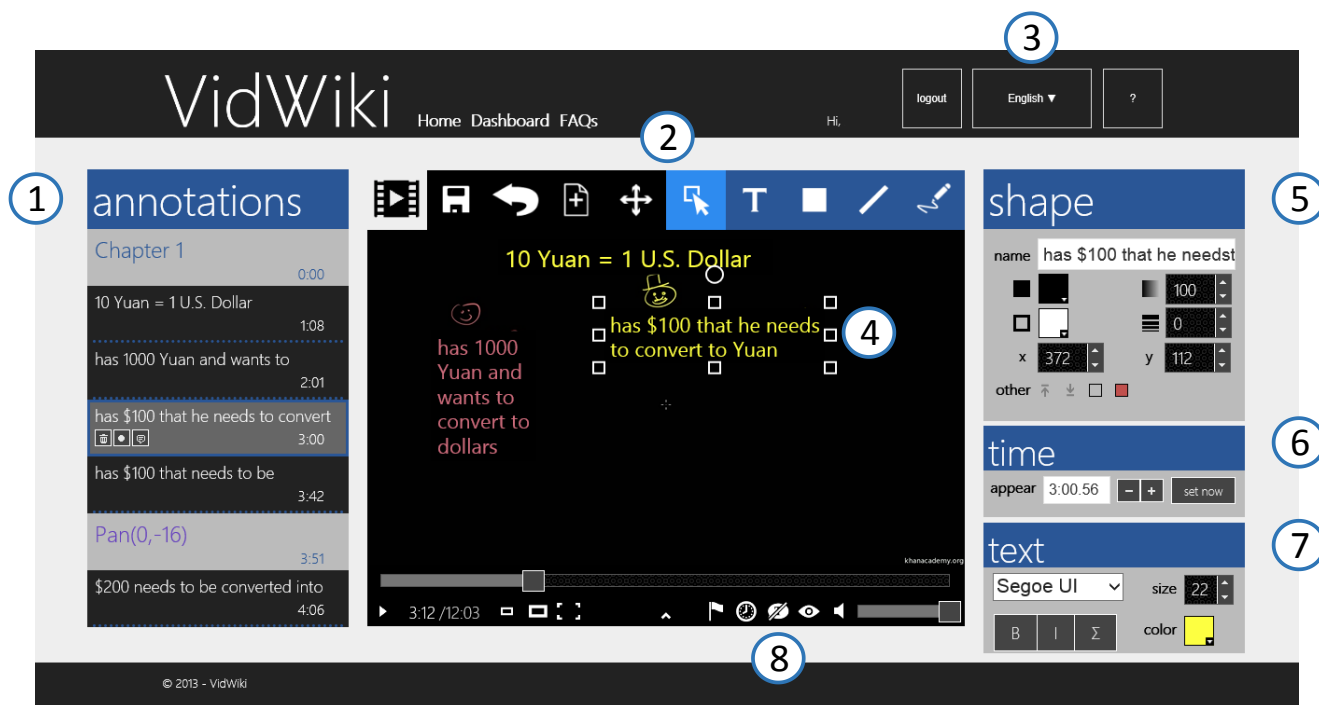 3
VidWiki
Home Dashboard FAQs
Hi,
logout
English ▼
?
2
1
annotations
Chapter 1
0:00
10 Yuan = 1 U.S. Dollar
1:08
has 1000 Yuan and wants to
2:01
has $100 that he needs to convert
3:00
has $100 that needs to be
3:42
Pan(0,-16)
3:51
$200 needs to be converted into
4:06
T
10 Yuan = 1 U.S. Dollar
has $100 that he needs
to convert to Yuan
4
has 1000
Yuan and
wants to
convert to
dollars
khanacademy.org
3:12 /12:03
8
5
shape
name has $100 that he needst
100
0
x 372 y 112
other
6
time
appear 3:00.56 − + set now
7
text
Segoe UI size 22
B I Σ color
© 2013 - VidWiki